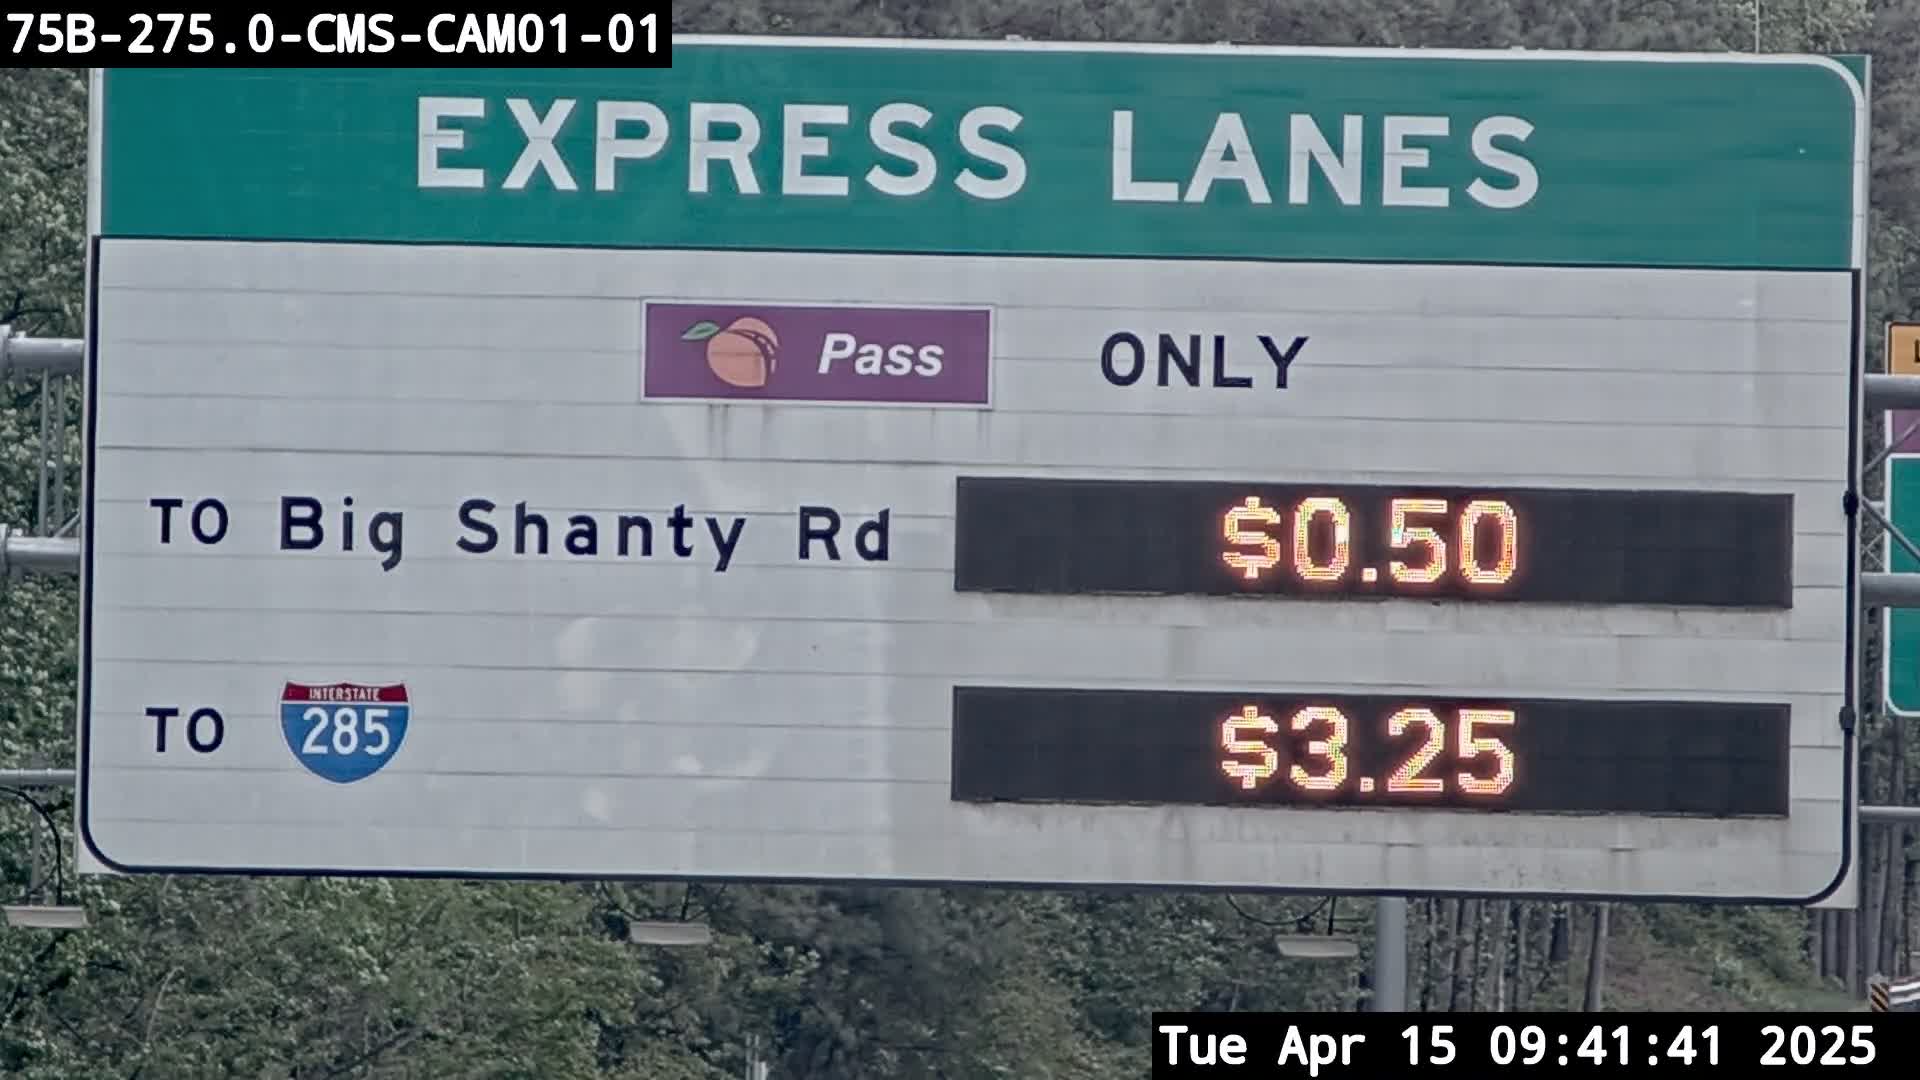 75B-275.0-CMS-CAM01-01
EXPRESS LANES
Pass ONLY
TO Big Shanty Rd $0.50
INTERSTATE
TO 285 $3.25
Tue Apr 15 09:41:41 2025